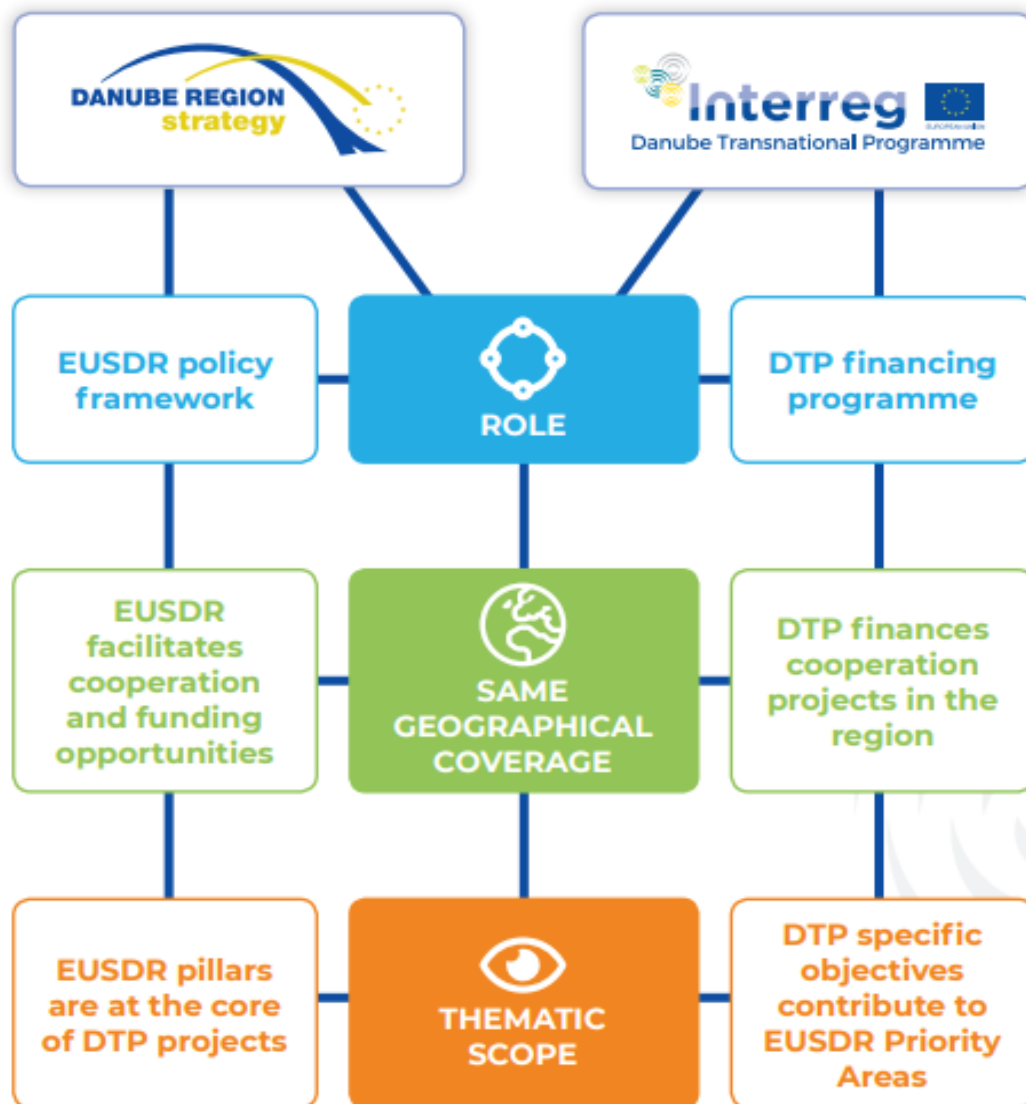 DANUBE REGION
strategy
Interreg
EUROPEAN UNION
Danube Transnational Programme
EUSDR policy
framework
ROLE
DTP financing
programme
EUSDR
facilitates
cooperation
and funding
opportunities
SAME
GEOGRAPHICAL
COVERAGE
DTP finances
cooperation
projects in the
region
EUSDR pillars
are at the core
of DTP projects
THEMATIC
SCOPE
DTP specific
objectives
contribute to
EUSDR Priority
Areas